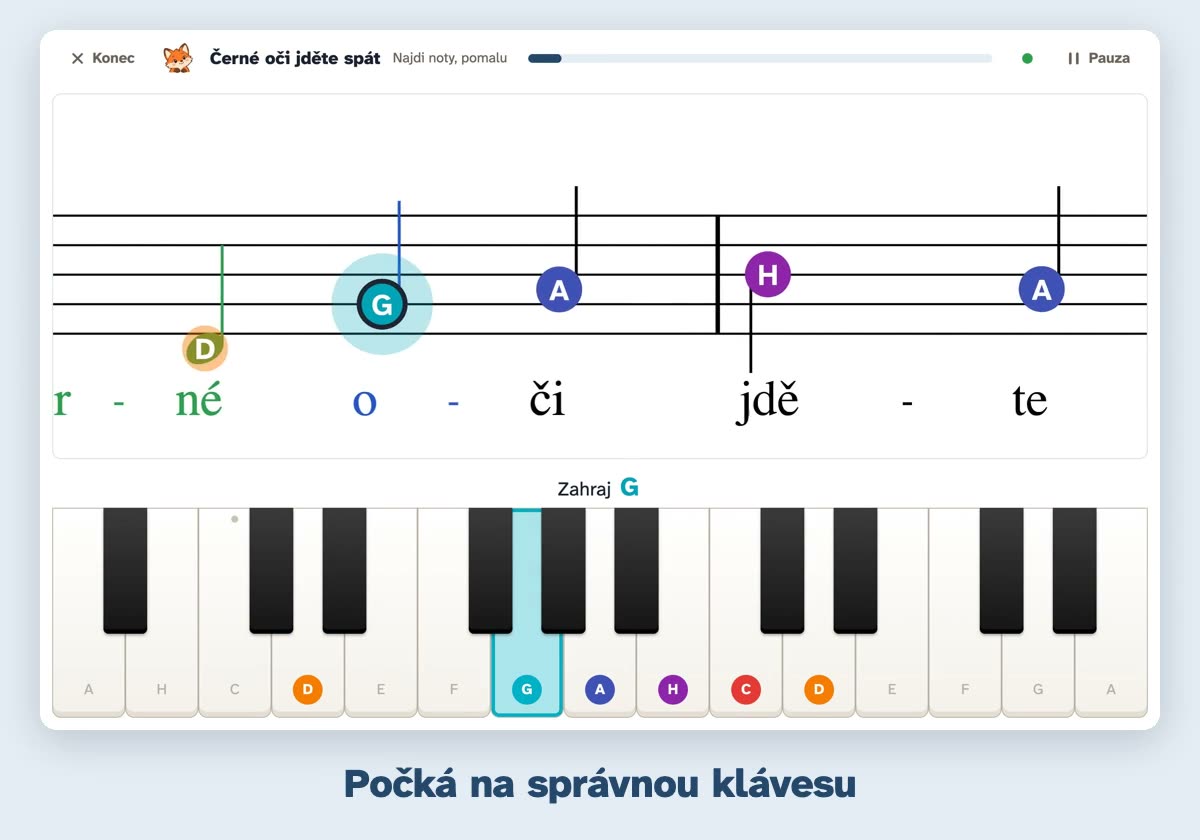 Konec Černé oči jděte spát Najdi noty, pomalu Pauza
D G A H A
r - né o - či jdě - te
Zahraj G
A H C D E F G A H C D E F G A
Počká na správnou klávesu